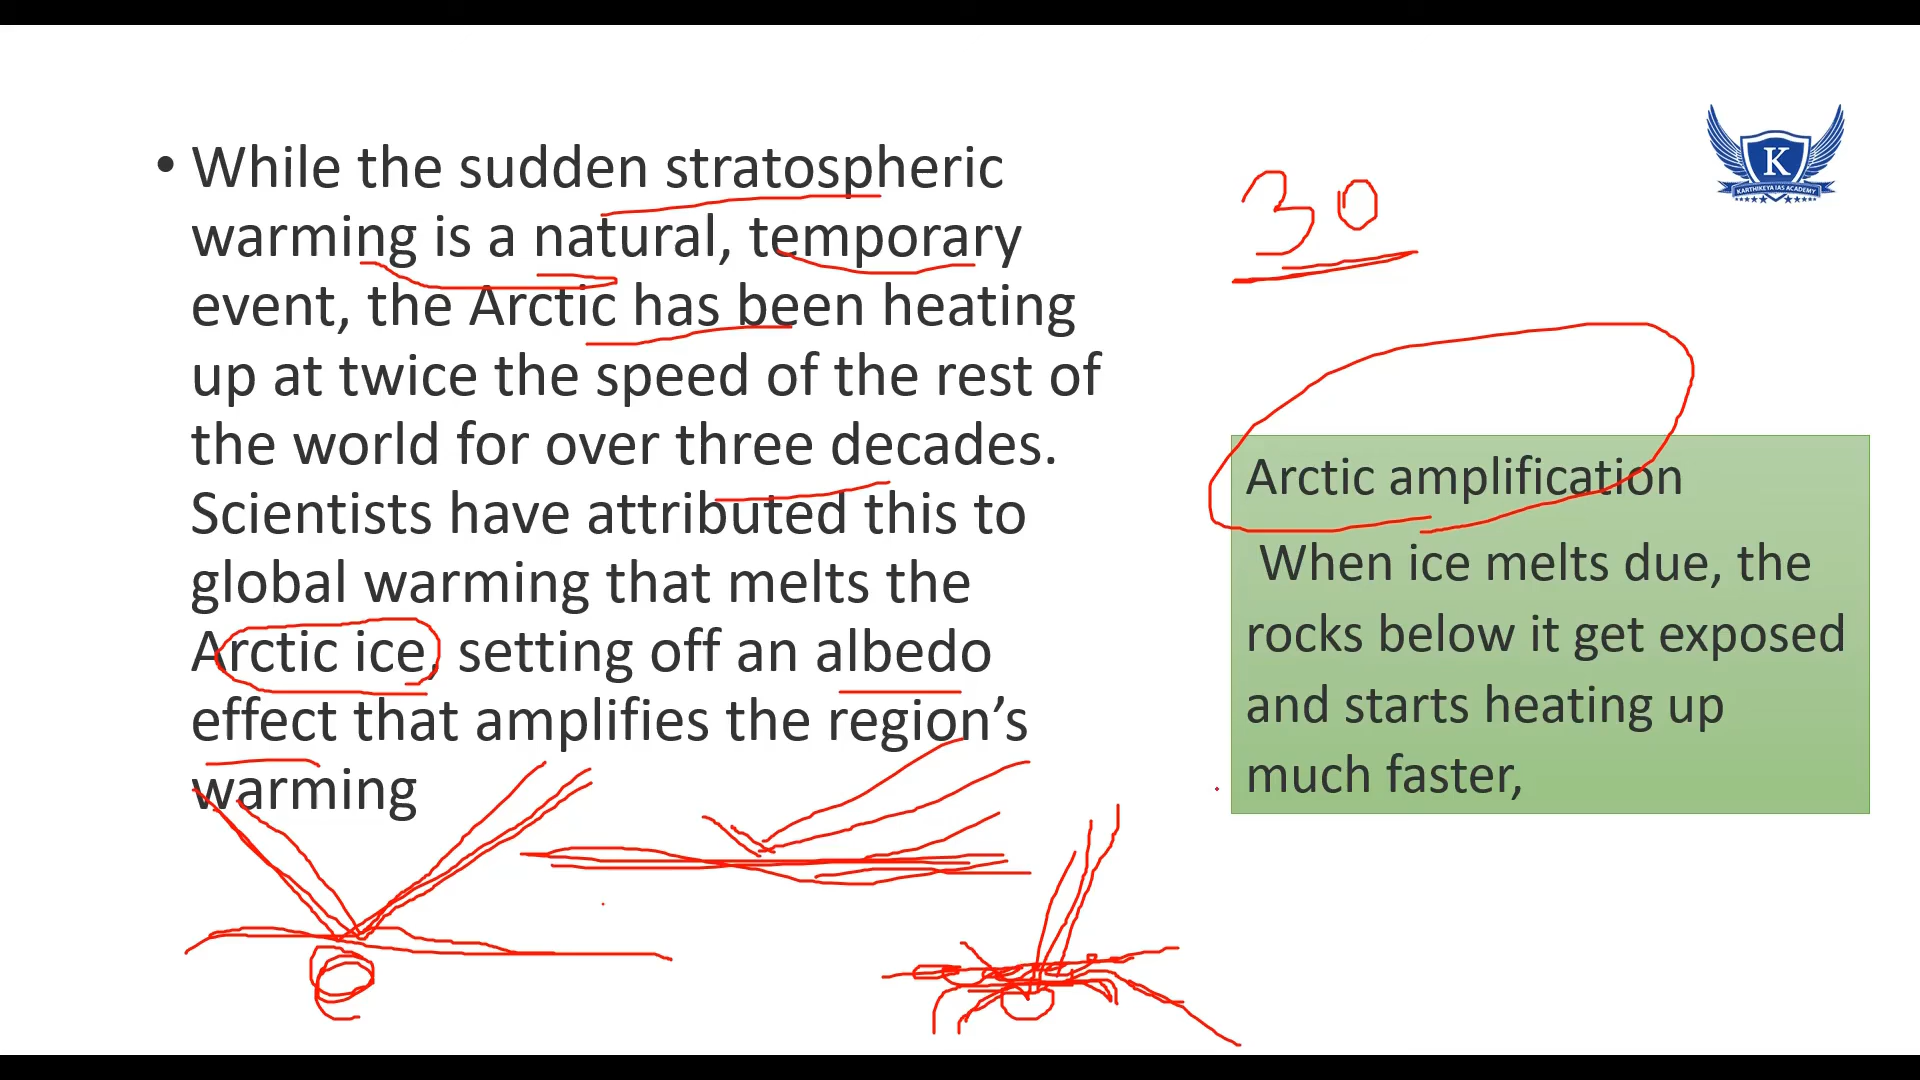 • While the sudden stratospheric
warming is a natural, temporary
event, the Arctic has been heating
up at twice the speed of the rest of
the world for over three decades.
Scientists have attributed this to
global warming that melts the
Arctic ice, setting off an albedo
effect that amplifies the region’s
warming
30
K
KARTHIKEYA IAS ACADEMY
Arctic amplification
When ice melts due, the
rocks below it get exposed
and starts heating up
much faster,